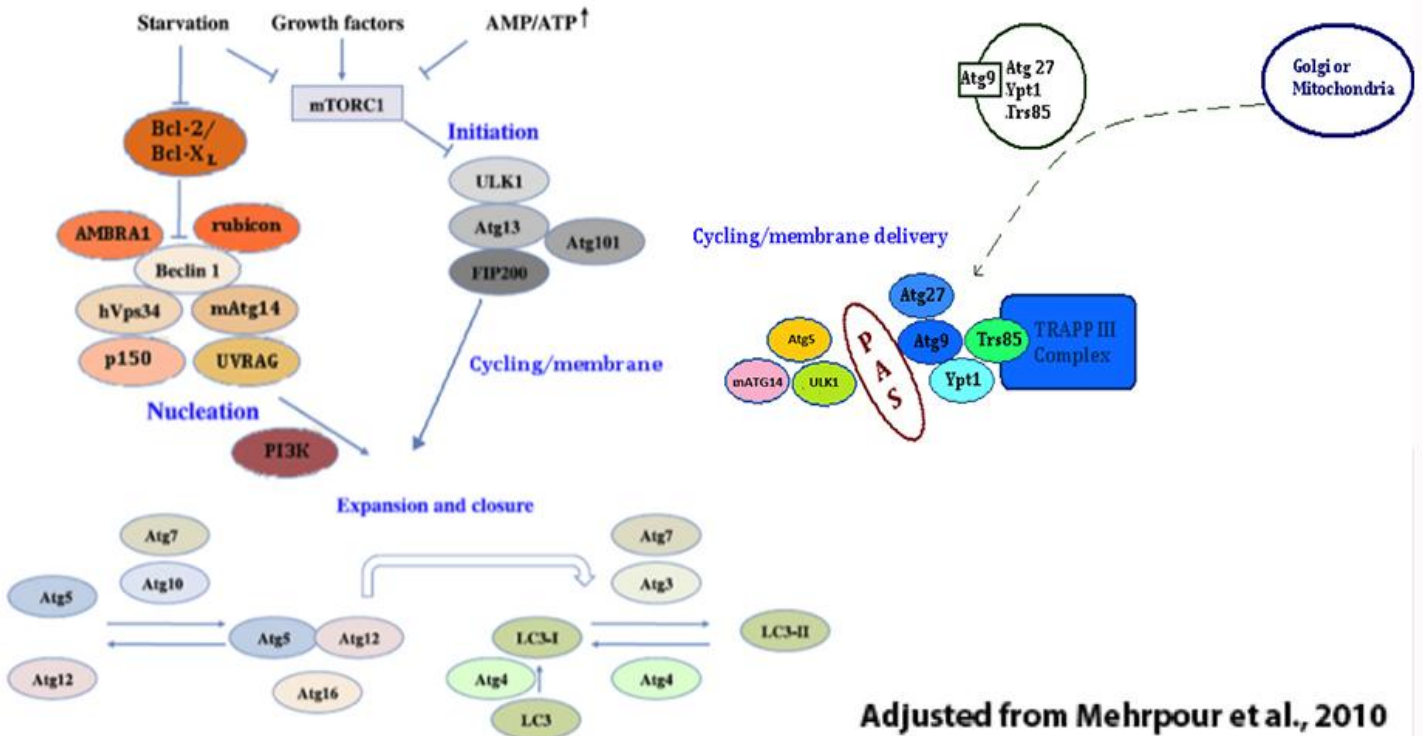 Starvation
Growth factors
AMP/ATP↑
mTORC1
Bcl-2/
Bcl-XL
Initiation
ULK1
Atg13
Atg101
FIP200
AMBRA1
rubicon
Beclin 1
hVps34
mAtg14
p150
UVRAG
Nucleation
PI3K
Cycling/membrane
Atg9
Atg 27
Ypt1
.Trs85
Golgi or
Mitochondria
Cycling/membrane delivery
Atg27
Atg5
PAS
Atg9
Trs85
TRAPP III
Complex
mATG14
ULK1
Ypt1
Expansion and closure
Atg7
Atg10
Atg5
Atg12
Atg5
Atg12
Atg16
Atg7
Atg3
LC3-I
LC3-II
Atg4
Atg4
LC3
Adjusted from Mehrpour et al., 2010